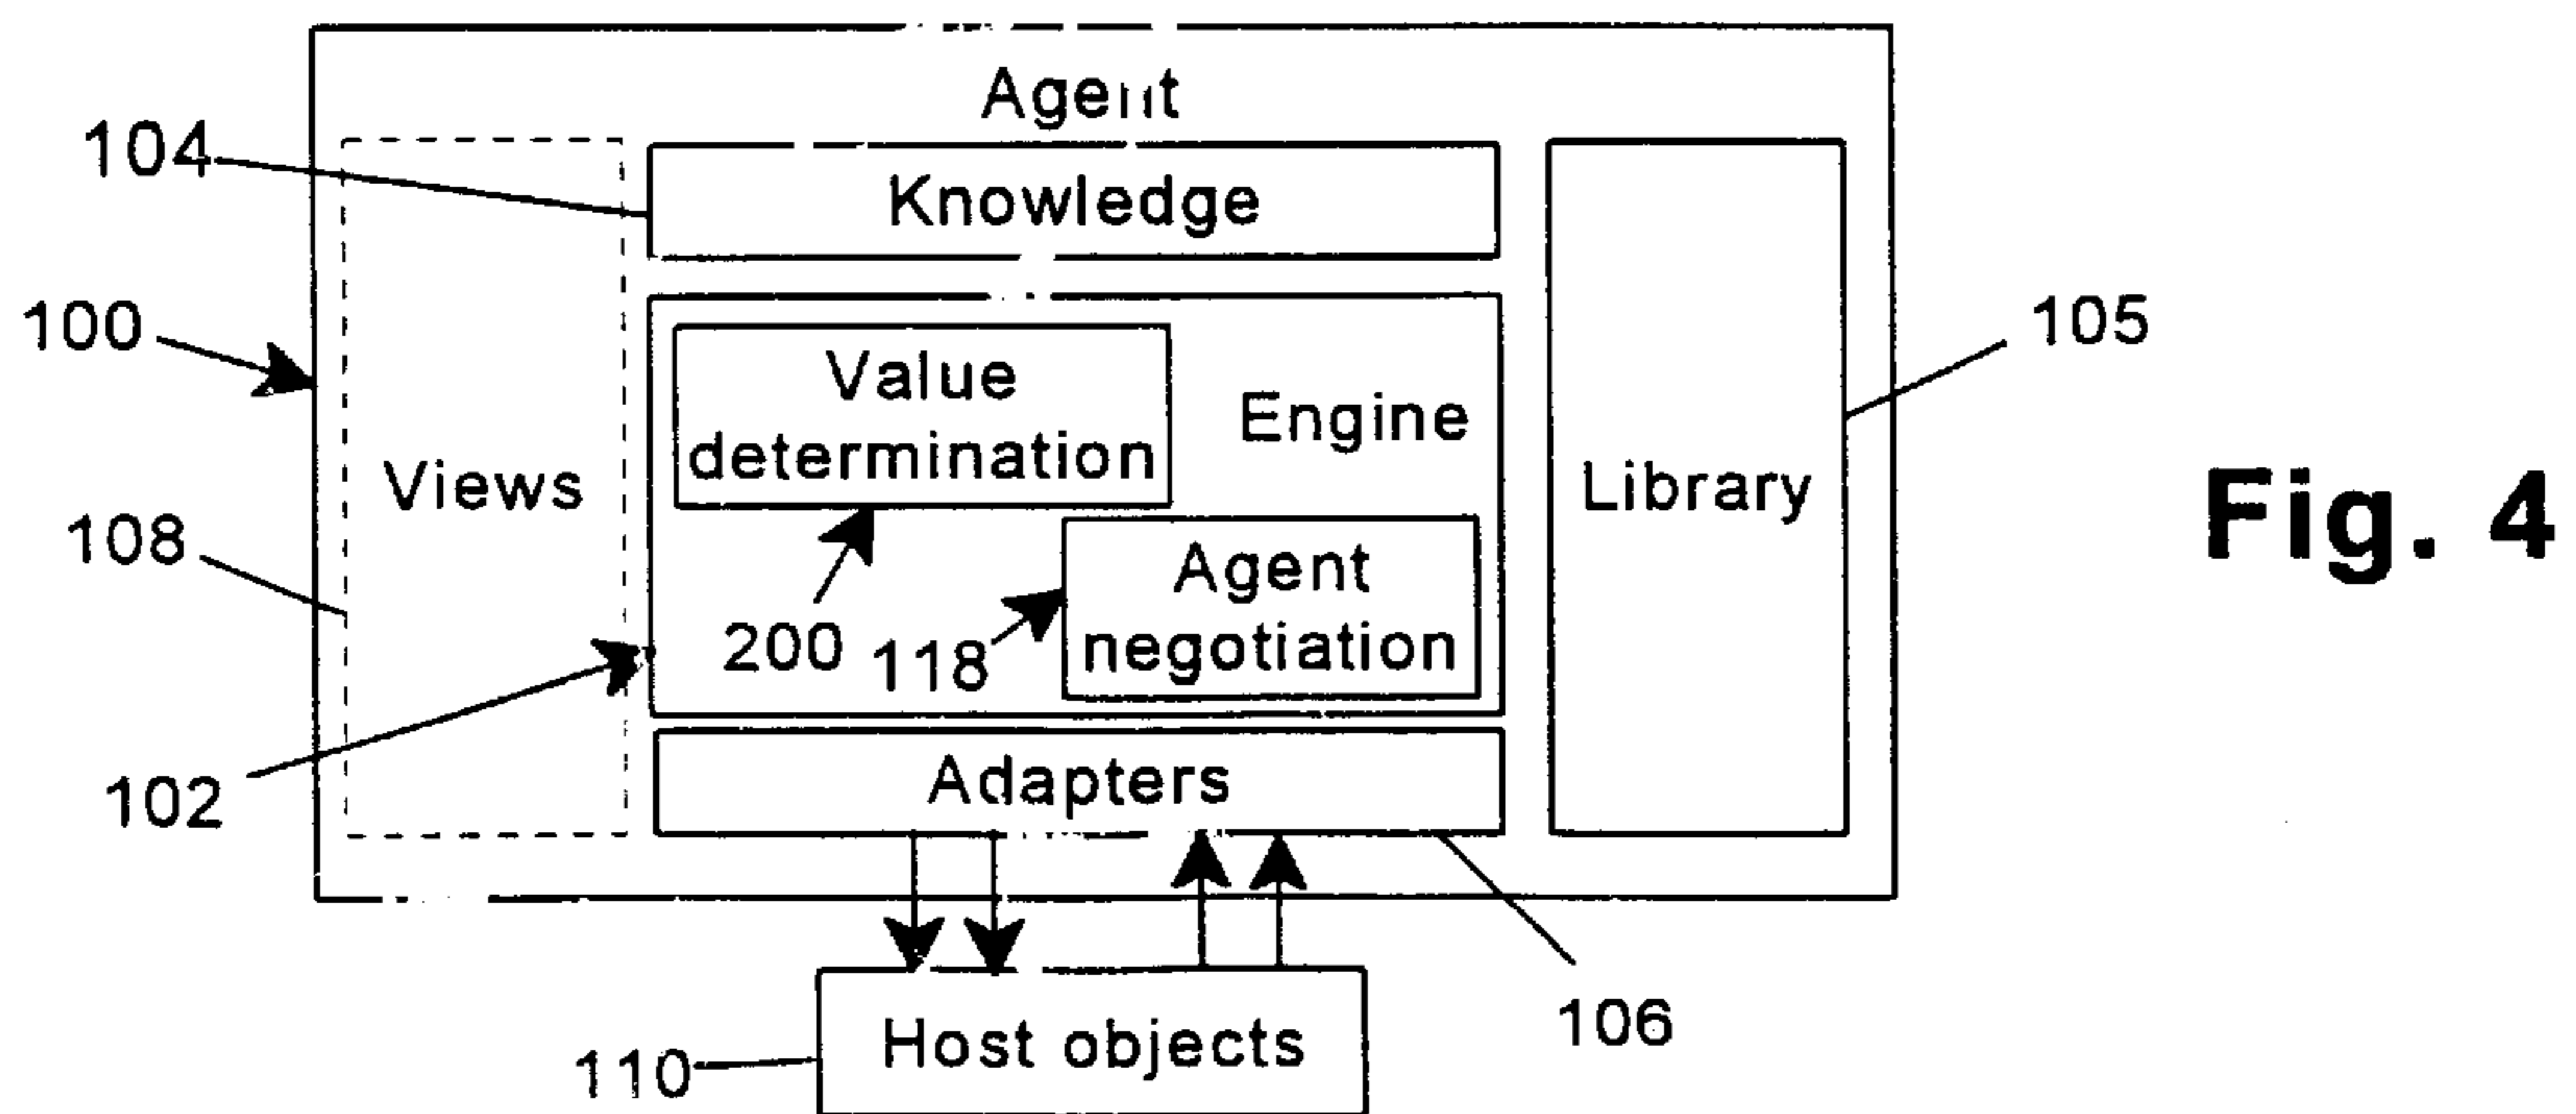 Agent
104
Knowledge
100
105
Value
determination
Engine
Views
Library
Fig. 4
108
Agent
negotiation
200
118
102
Adapters
106
Host objects
110